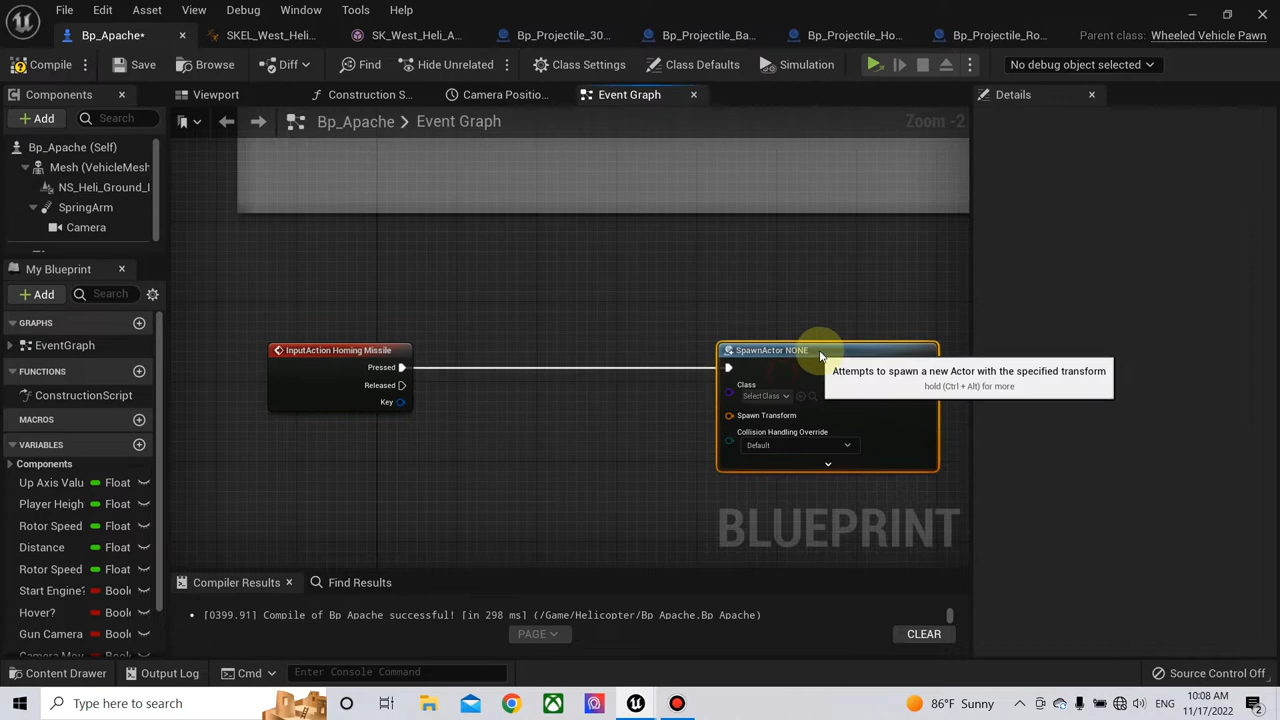 File Edit Asset View Debug Window Tools Help
Bp_Apache* SKEL_West_Heli... SK_West_Heli_A... Bp_Projectile_30... Bp_Projectile_Ba... Bp_Projectile_Ho... Bp_Projectile_Ro... Parent class: Wheeled Vehicle Pawn
Compile Save Browse Diff Find Hide Unrelated Class Settings Class Defaults Simulation No debug object selected
Components Viewport Construction S... Camera Positio... Event Graph Details
Add Search Bp_Apache > Event Graph Zoom -2
Bp_Apache (Self)
Mesh (VehicleMesh
NS_Heli_Ground_I
SpringArm
Camera
My Blueprint
Add Search
GRAPHS
EventGraph
FUNCTIONS
ConstructionScript
MACROS
VARIABLES
Components
Up Axis Valu Float
Player Heigh Float
Rotor Speed Float
Distance Float
Rotor Speed Float
Start Engine? Boole
Hover? Boole
Gun Camera Boole
InputAction Homing Missile
Pressed
Released
Key
SpawnActor NONE
Class
Select Class
Spawn Transform
Collision Handling Override
Default
Attempts to spawn a new Actor with the specified transform
hold (Ctrl + Alt) for more
BLUEPRINT
Compiler Results Find Results
[0399.91] Compile of Bp Apache successful! [in 298 ms] (/Game/Helicopter/Bp Apache.Bp Apache)
PAGE CLEAR
Content Drawer Output Log Cmd Enter Console Command Source Control Off
Type here to search 86°F Sunny 10:08 AM
11/17/2022 2